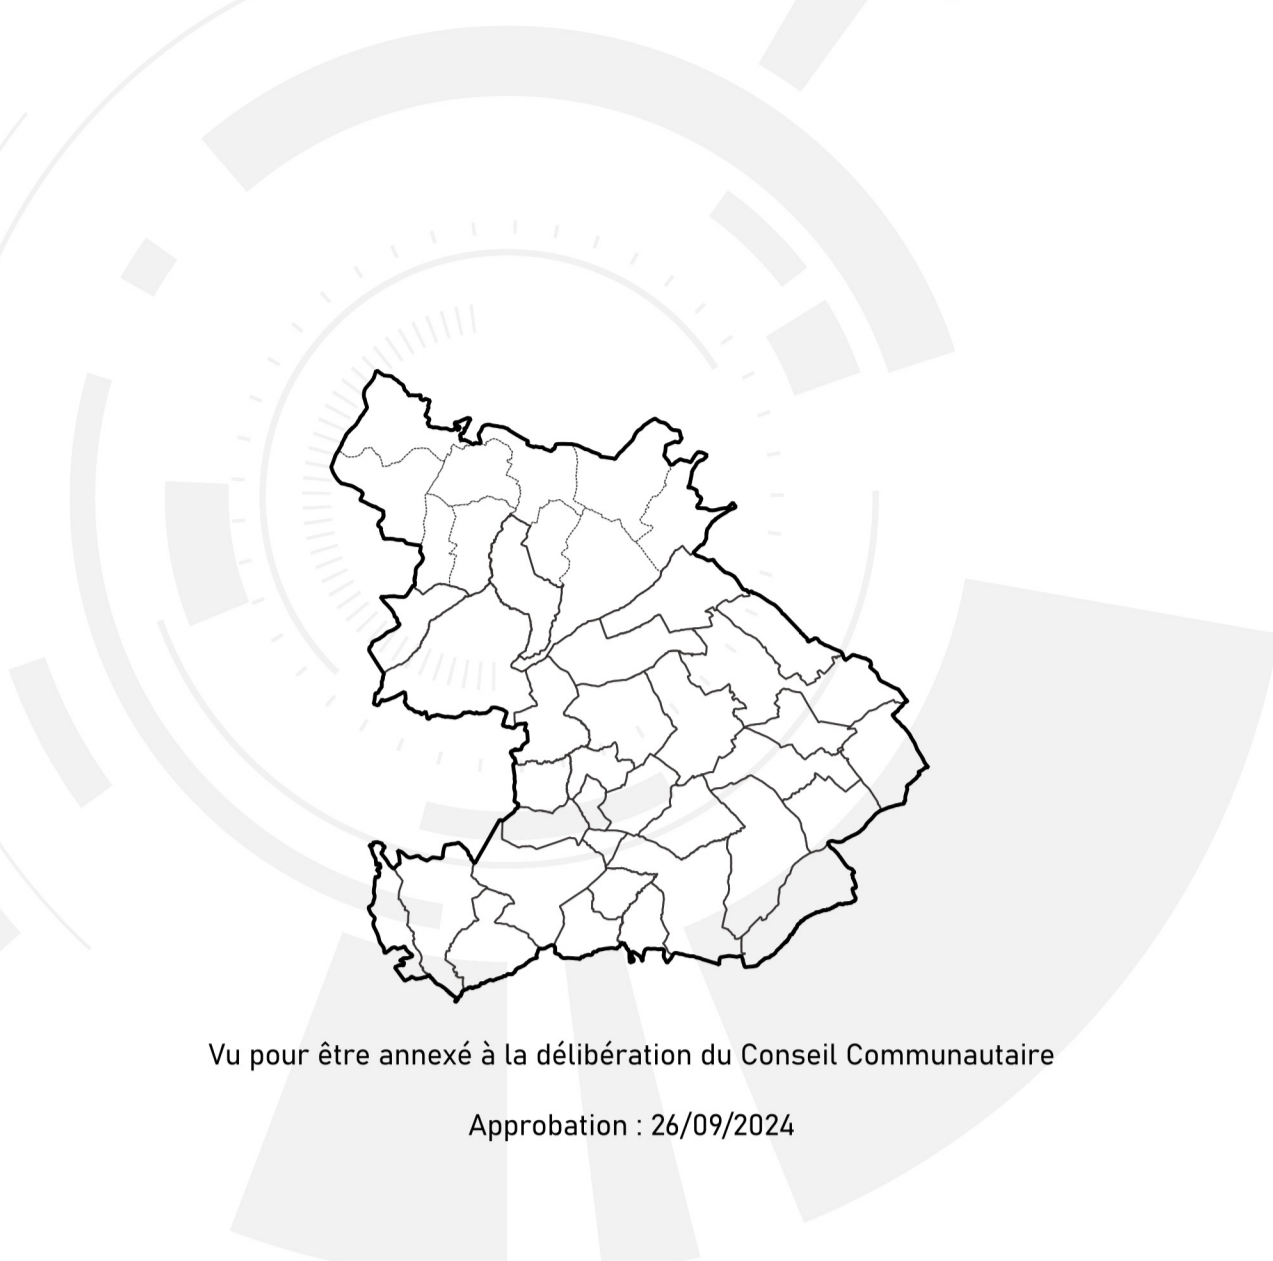 Vu pour être annexé à la délibération du Conseil Communautaire
Approbation : 26/09/2024